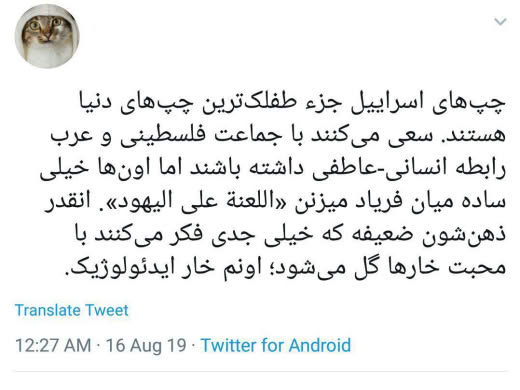 چپ‌های اسراییل جزء طفلک‌ترین چپ‌های دنیا
هستند. سعی می‌کنند با جماعت فلسطینی و عرب
رابطه انسانی-عاطفی داشته باشند اما اون‌ها خیلی
ساده میان فریاد میزنن «اللعنة علی الیهود». انقدر
ذهن‌شون ضعیفه که خیلی جدی فکر می‌کنند با
محبت خارها گل می‌شود؛ اونم خار ایدئولوژیک.
Translate Tweet
12:27 AM · 16 Aug 19 · Twitter for Android